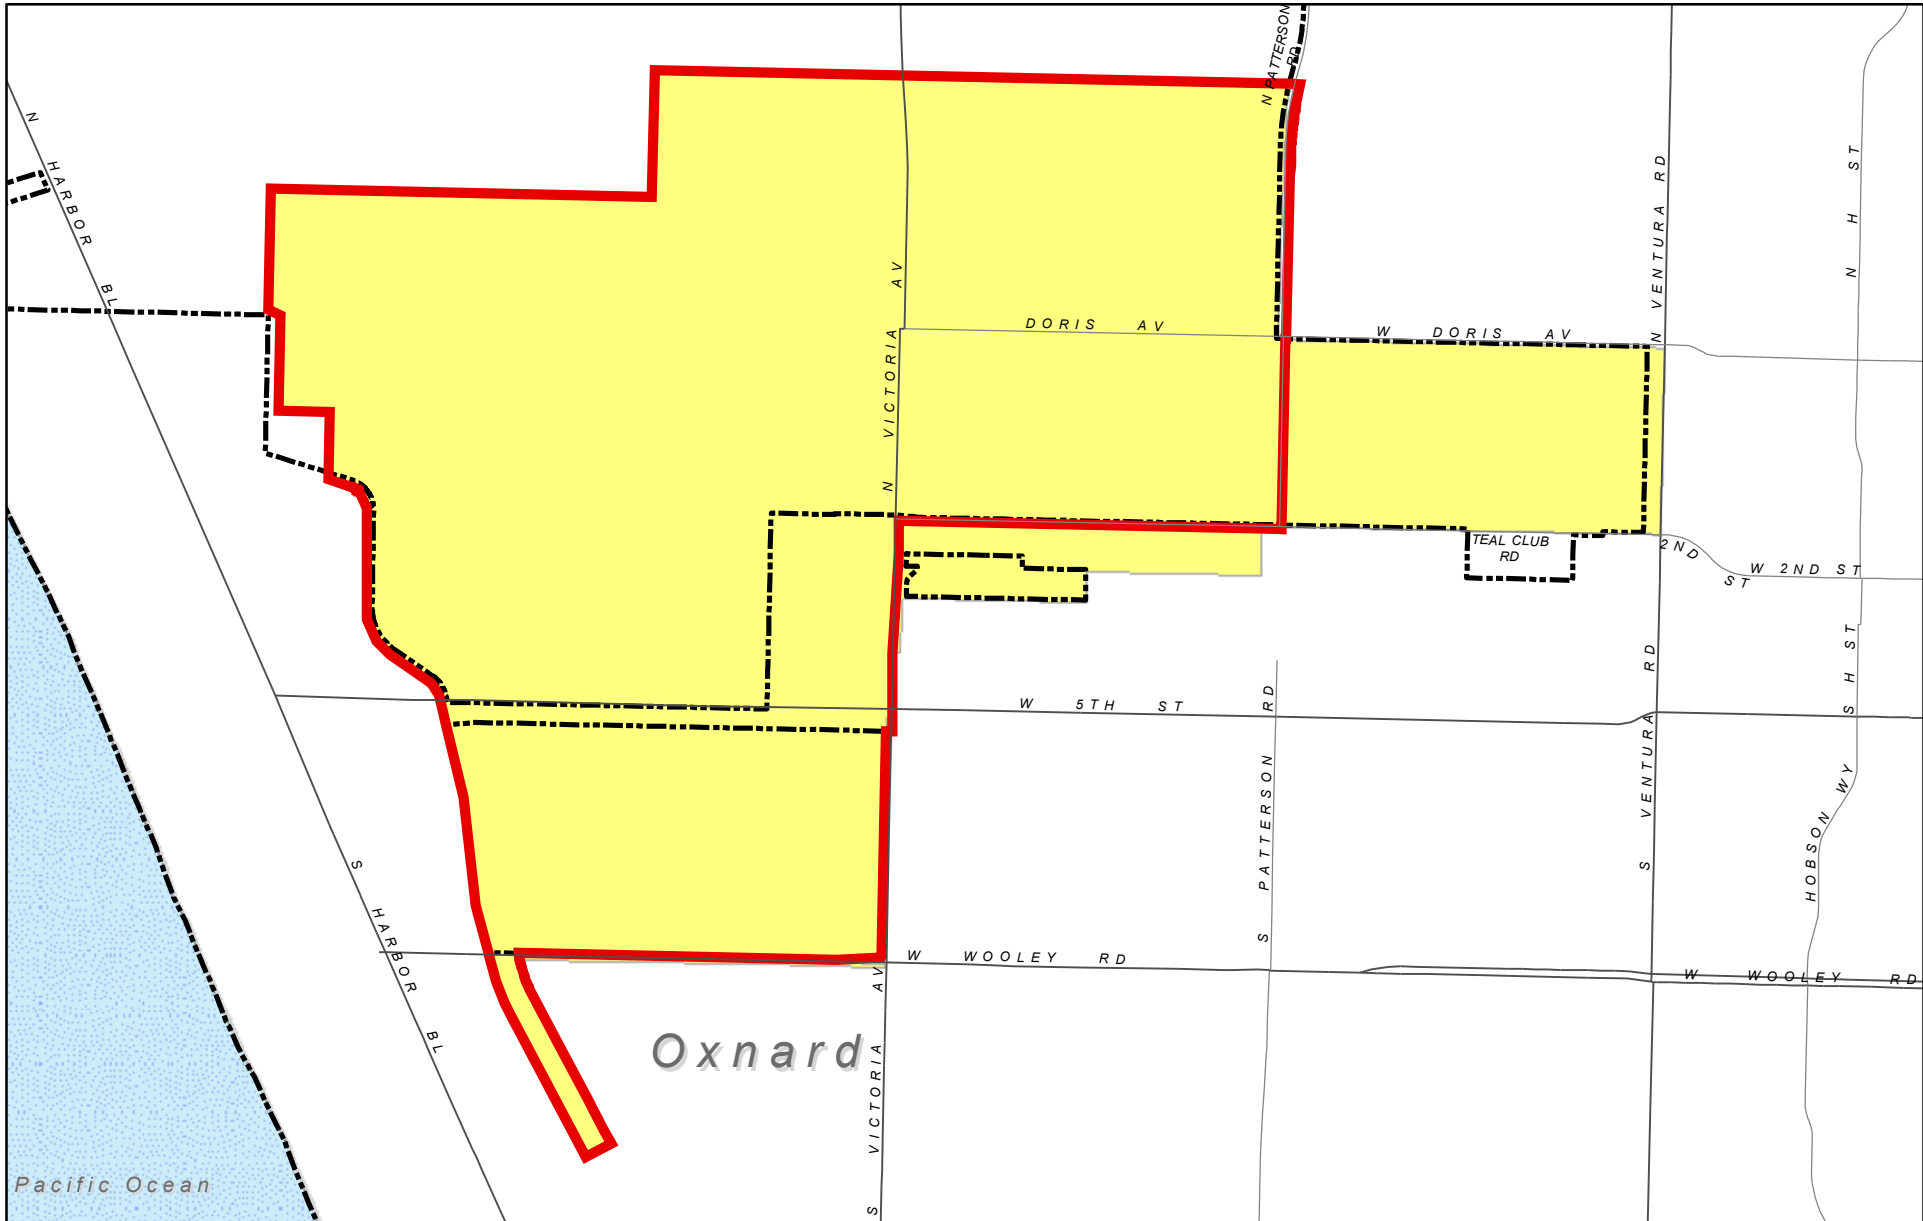 N PATTERSON
RD
N HARBOR BL
N VICTORIA AV
DORIS AV
W DORIS AV
N VENTURA RD
N H ST
TEAL CLUB
RD
2ND ST
W 2ND ST
W 5TH ST
S PATTERSON RD
S VENTURA RD
S H ST
HOBSON WY
S HARBOR BL
W WOOLEY RD
W WOOLEY RD
Oxnard
S VICTORIA AV
Pacific Ocean